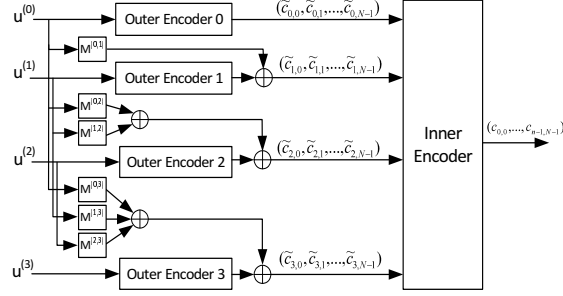 u^(0)
Outer Encoder 0
(c̃_{0,0}, c̃_{0,1},...,c̃_{0,N-1})
M^{|0,1|}
u^(1)
Outer Encoder 1
(c̃_{1,0}, c̃_{1,1},...,c̃_{1,N-1})
M^{|0,2|}
M^{|1,2|}
u^(2)
Outer Encoder 2
(c̃_{2,0}, c̃_{2,1},...,c̃_{2,N-1})
M^{|0,3|}
M^{|1,3|}
M^{|2,3|}
u^(3)
Outer Encoder 3
(c̃_{3,0}, c̃_{3,1},...,c̃_{3,N-1})
Inner
Encoder
(c_{0,0},...,c_{n-1,N-1})